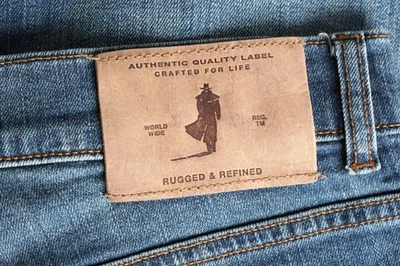 AUTHENTIC QUALITY LABEL
CRAFTED FOR LIFE
WORLD WIDE
REG. TM
RUGGED & REFINED